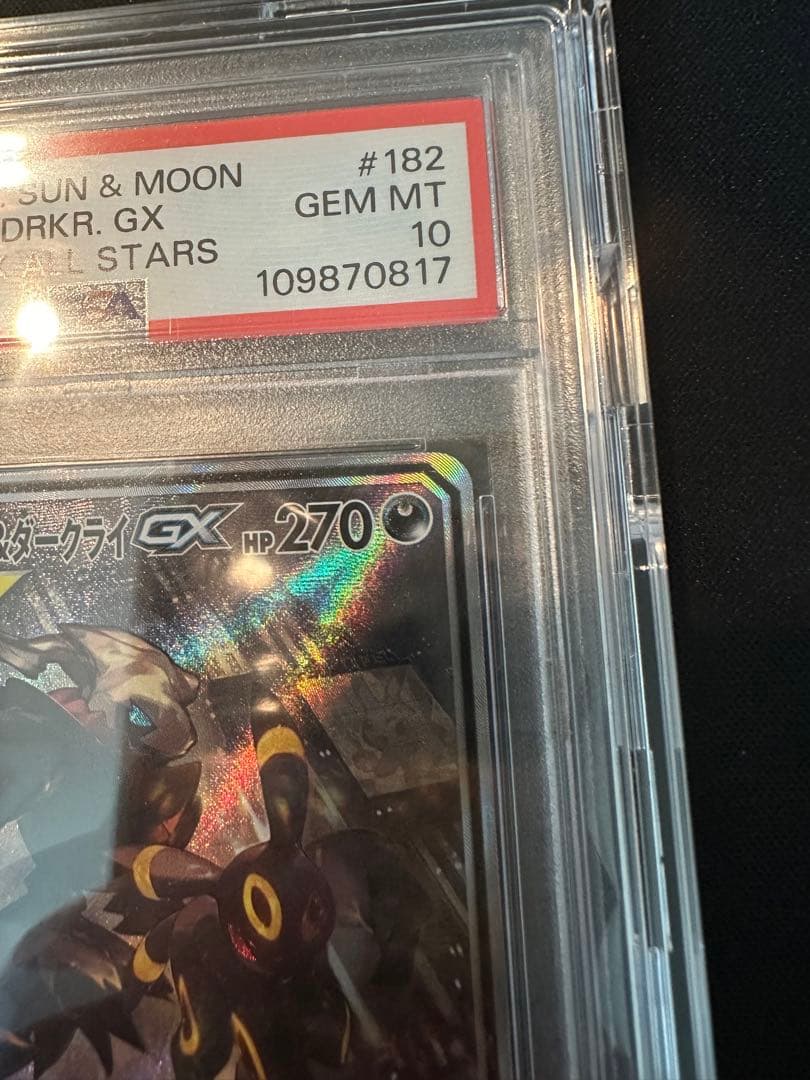 . SUN & MOON
#182
DRKR. GX
GEM MT
ALL STARS
10
109870817
&ダークライGX HP270